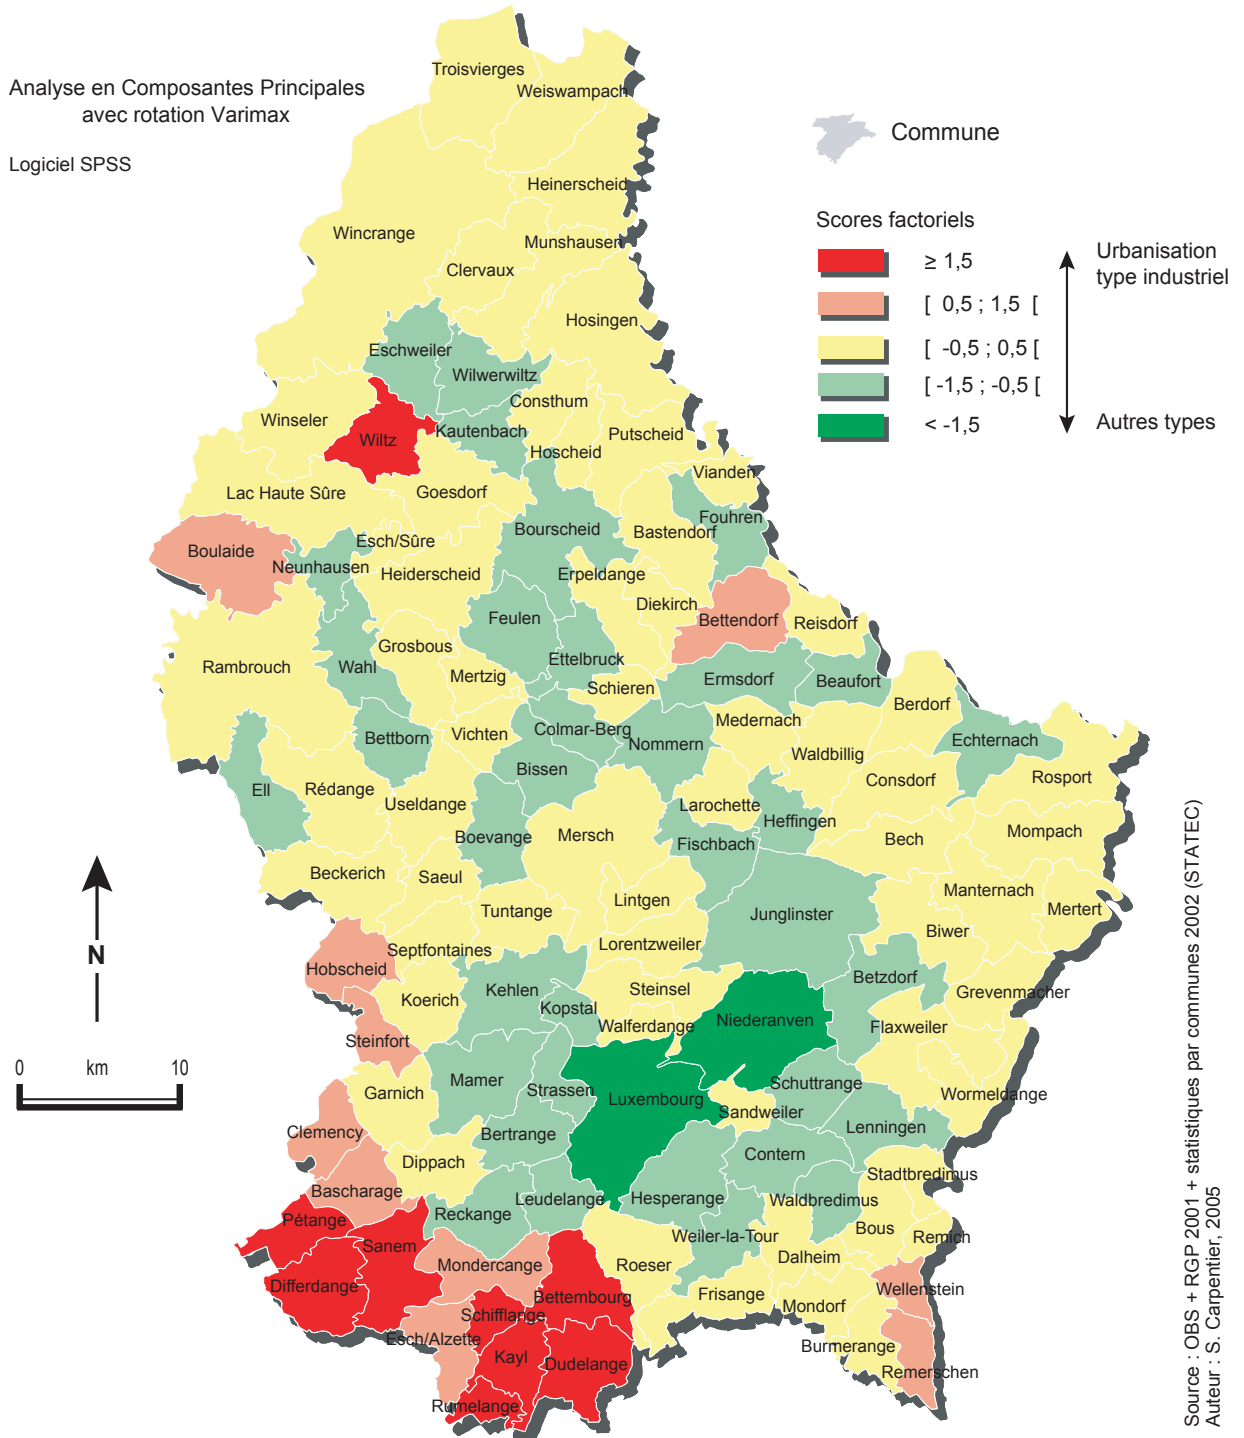 Analyse en Composantes Principales
avec rotation Varimax
Logiciel SPSS
Commune
Scores factoriels
≥ 1,5
[ 0,5 ; 1,5 [
[ -0,5 ; 0,5 [
[ -1,5 ; -0,5 [
< -1,5
Urbanisation
type industriel
Autres types
Troisvierges
Weiswampach
Heinerscheid
Wincrange
Munshausen
Clervaux
Hosingen
Eschweiler
Wilwerwiltz
Consthum
Winseler
Wiltz
Kautenbach
Putscheid
Hoscheid
Vianden
Lac Haute Sûre
Goesdorf
Fouhren
Bourscheid
Bastendorf
Esch/Sûre
Boulaide
Neunhausen
Heiderscheid
Erpeldange
Diekirch
Feulen
Bettendorf
Reisdorf
Grosbous
Rambrouch
Wahl
Ettelbruck
Mertzig
Schieren
Ermsdorf
Beaufort
Berdorf
Medernach
Bettborn
Vichten
Colmar-Berg
Nommern
Echternach
Waldbillig
Bissen
Rosport
Consdorf
Ell
Rédange
Useldange
Larochette
Heffingen
Boevange
Mersch
Fischbach
Bech
Mompach
Beckerich
Saeul
Manternach
Lintgen
Tuntange
Junglinster
Mertert
Biwer
Septfontaines
Lorentzweiler
Hobscheid
Betzdorf
Kehlen
Steinsel
Grevenmacher
Koerich
Kopstal
Niederanven
Walferdange
Flaxweiler
Steinfort
Mamer
Strassen
Schuttrange
Garnich
Luxembourg
Wormeldange
Sandweiler
Clemency
Bertrange
Lenningen
Contern
Dippach
Stadtbredimus
Bascharage
Leudelange
Hesperange
Waldbredimus
Reckange
Pétange
Bous
Weiler-la-Tour
Remich
Sanem
Dalheim
Mondercange
Roeser
Differdange
Wellenstein
Bettembourg
Frisange
Mondorf
Schifflange
Esch/Alzette
Burmerange
Kayl
Dudelange
Remerschen
Rumelange
N
0 km 10
Source : OBS + RGP 2001 + statistiques par communes 2002 (STATEC)
Auteur : S. Carpentier, 2005